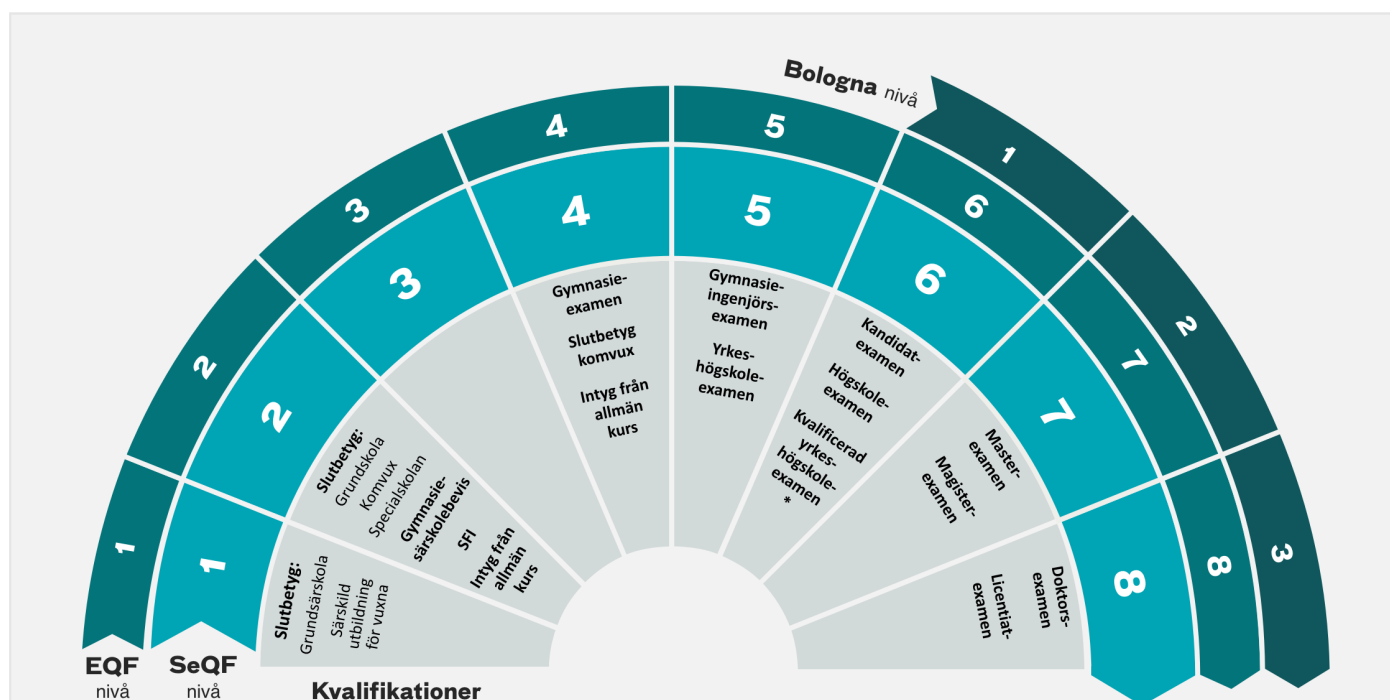 Bologna nivå
1
2
3
1
2
3
4
5
6
7
8
1
2
3
4
5
6
7
8
Slutbetyg:
Grundsärskola
Särskild
utbildning
för vuxna
Slutbetyg:
Grundskola
Komvux
Specialskolan
Gymnasie-
särskolebevis
SFI
Intyg från
allmän
kurs
Gymnasie-
examen
Slutbetyg
komvux
Intyg från
allmän
kurs
Gymnasie-
ingenjörs-
examen
Yrkes-
högskole-
examen
Kandidat-
examen
Högskole-
examen
Kvalificerad
yrkes-
högskole-
examen
*
Master-
examen
Magister-
examen
Doktors-
examen
Licentiat-
examen
EQF
nivå
SeQF
nivå
Kvalifikationer